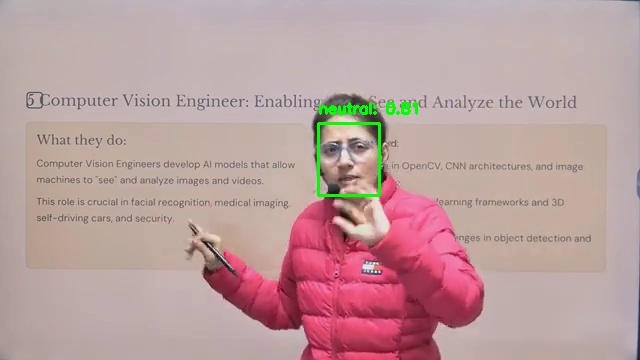 5 Computer Vision Engineer: Enabling See and Analyze the World
neutral: 0.81
What they do:
Computer Vision Engineers develop AI models that allow
machines to "see" and analyze images and videos.
This role is crucial in facial recognition, medical imaging,
self-driving cars, and security.
in OpenCV, CNN architectures, and image
learning frameworks and 3D
in object detection and
TOMMY
JEANS